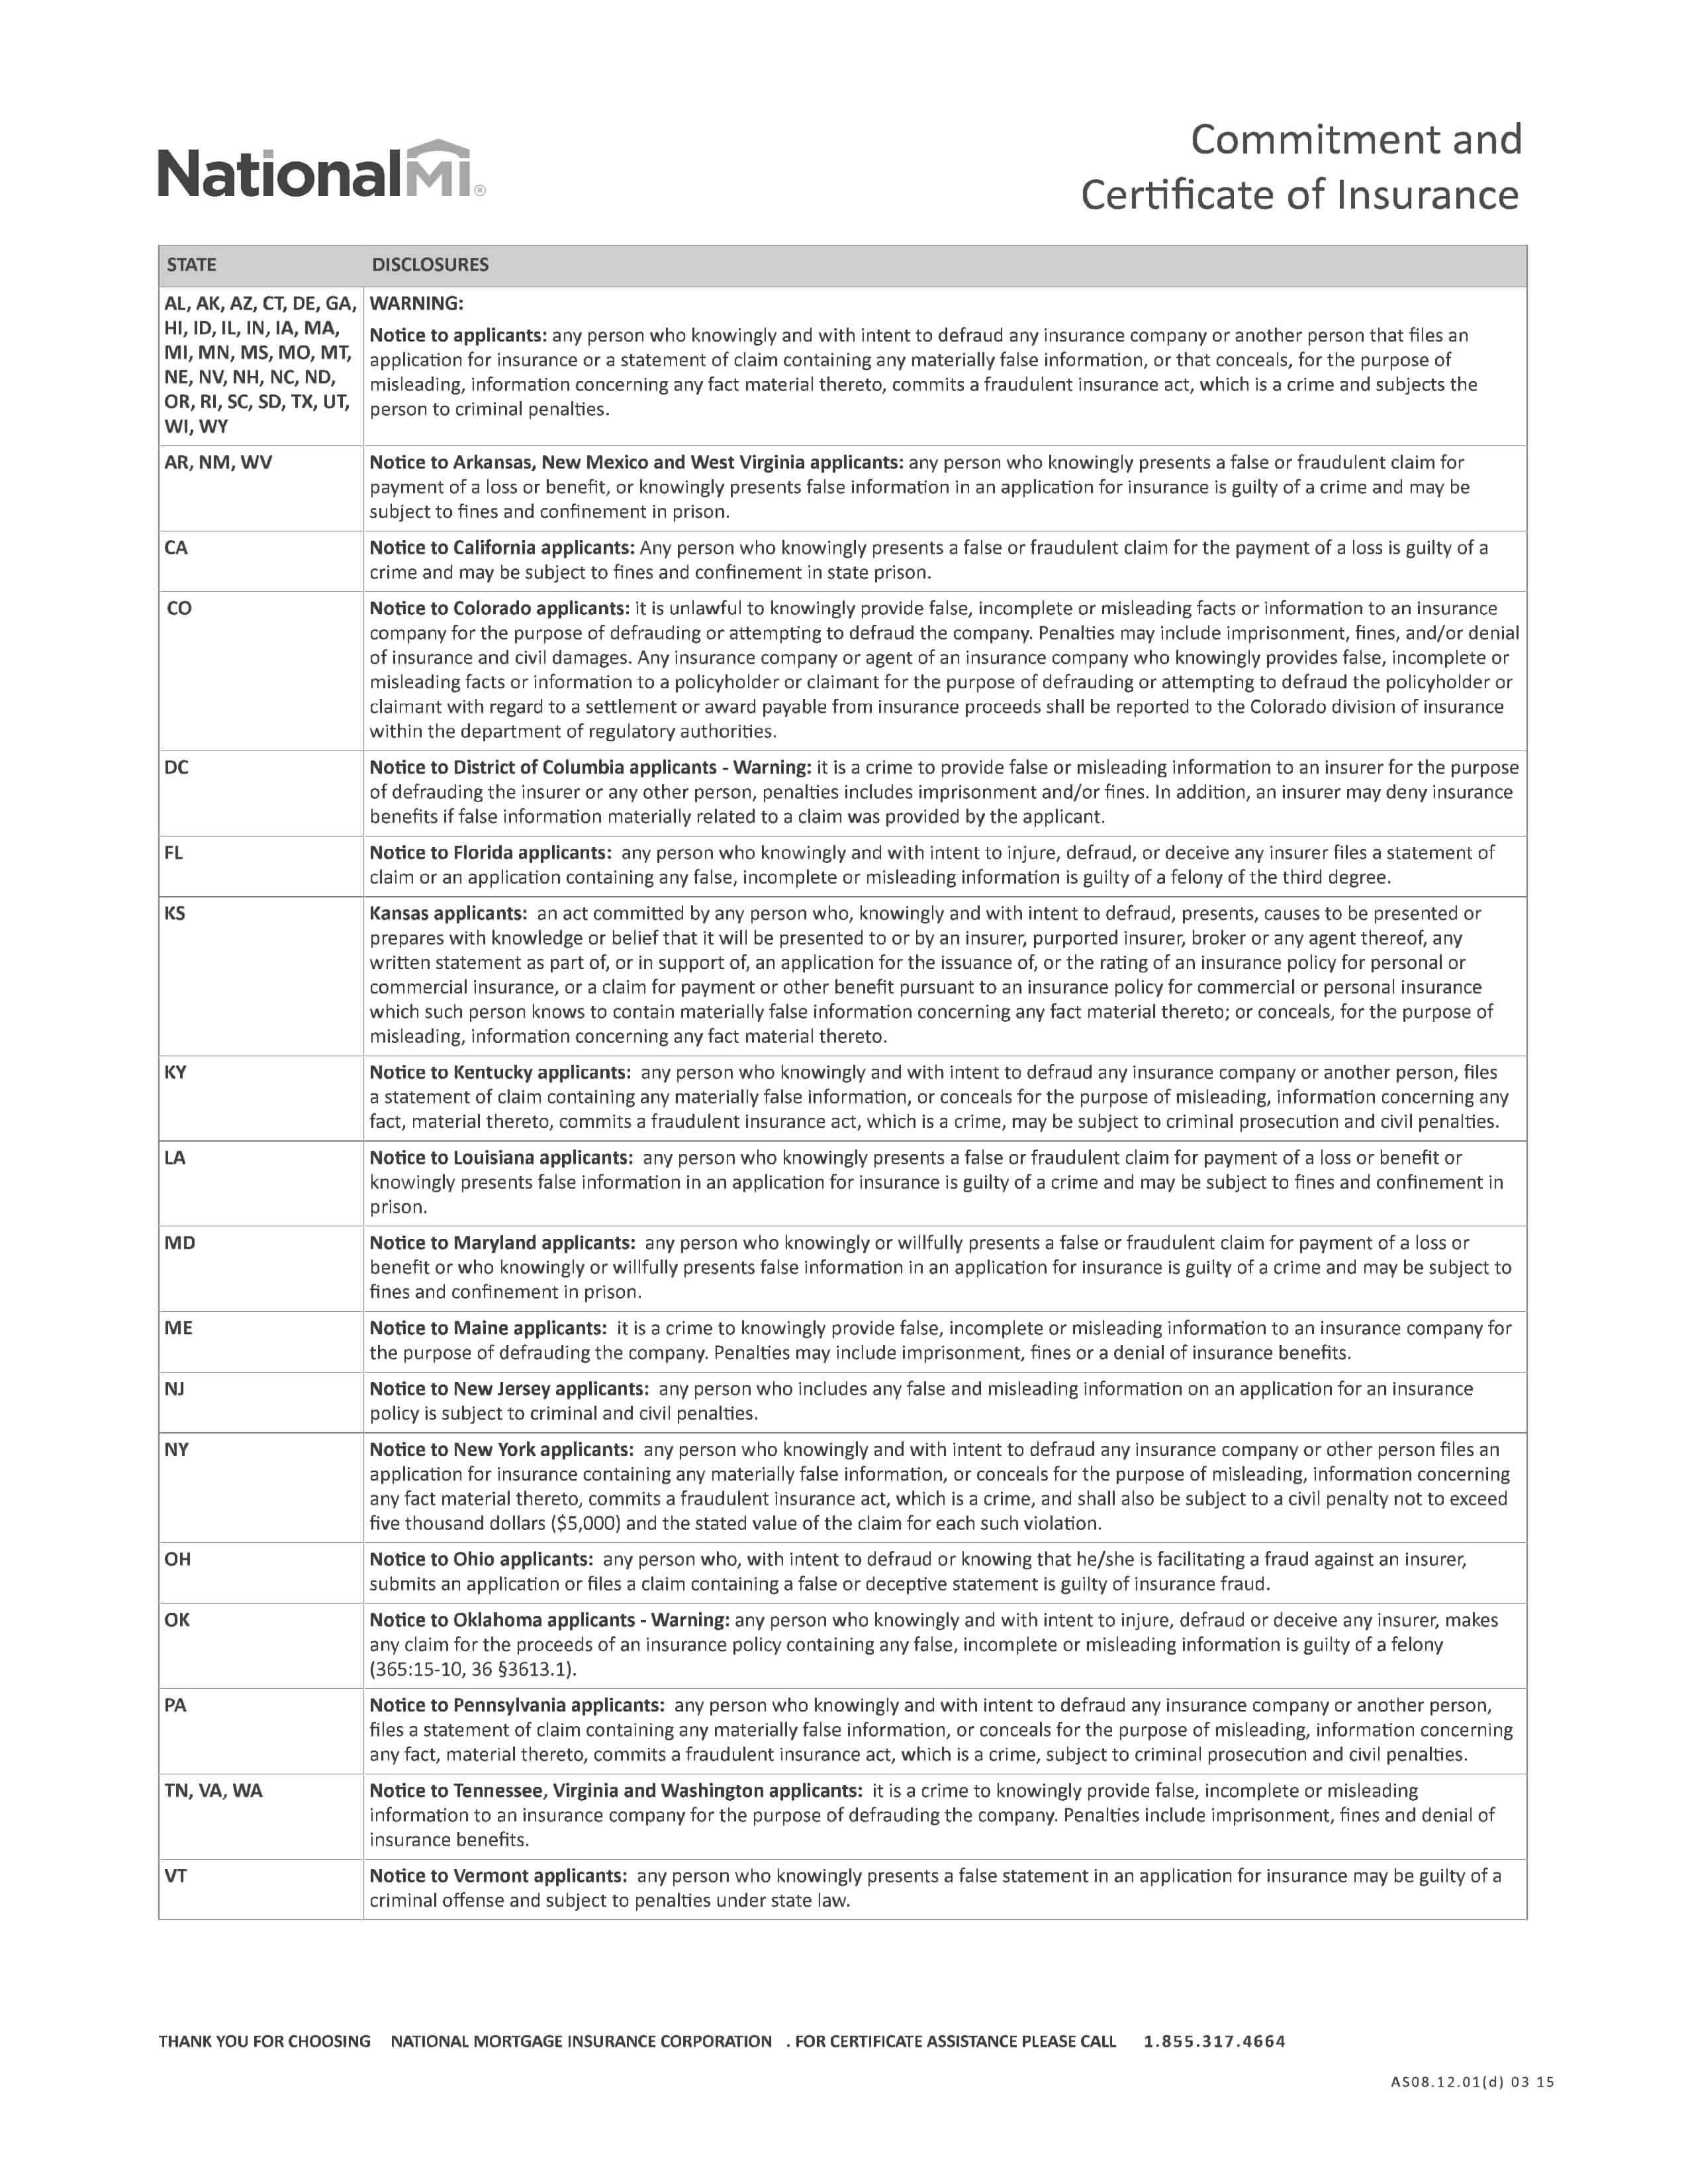 NationalMI®
Commitment and
Certificate of Insurance
STATE DISCLOSURES
AL, AK, AZ, CT, DE, GA,
HI, ID, IL, IN, IA, MA,
MI, MN, MS, MO, MT,
NE, NV, NH, NC, ND,
OR, RI, SC, SD, TX, UT,
WI, WY
WARNING:
Notice to applicants: any person who knowingly and with intent to defraud any insurance company or another person that files an
application for insurance or a statement of claim containing any materially false information, or that conceals, for the purpose of
misleading, information concerning any fact material thereto, commits a fraudulent insurance act, which is a crime and subjects the
person to criminal penalties.
AR, NM, WV
Notice to Arkansas, New Mexico and West Virginia applicants: any person who knowingly presents a false or fraudulent claim for
payment of a loss or benefit, or knowingly presents false information in an application for insurance is guilty of a crime and may be
subject to fines and confinement in prison.
CA
Notice to California applicants: Any person who knowingly presents a false or fraudulent claim for the payment of a loss is guilty of a
crime and may be subject to fines and confinement in state prison.
CO
Notice to Colorado applicants: it is unlawful to knowingly provide false, incomplete or misleading facts or information to an insurance
company for the purpose of defrauding or attempting to defraud the company. Penalties may include imprisonment, fines, and/or denial
of insurance and civil damages. Any insurance company or agent of an insurance company who knowingly provides false, incomplete or
misleading facts or information to a policyholder or claimant for the purpose of defrauding or attempting to defraud the policyholder or
claimant with regard to a settlement or award payable from insurance proceeds shall be reported to the Colorado division of insurance
within the department of regulatory authorities.
DC
Notice to District of Columbia applicants - Warning: it is a crime to provide false or misleading information to an insurer for the purpose
of defrauding the insurer or any other person, penalties includes imprisonment and/or fines. In addition, an insurer may deny insurance
benefits if false information materially related to a claim was provided by the applicant.
FL
Notice to Florida applicants: any person who knowingly and with intent to injure, defraud, or deceive any insurer files a statement of
claim or an application containing any false, incomplete or misleading information is guilty of a felony of the third degree.
KS
Kansas applicants: an act committed by any person who, knowingly and with intent to defraud, presents, causes to be presented or
prepares with knowledge or belief that it will be presented to or by an insurer, purported insurer, broker or any agent thereof, any
written statement as part of, or in support of, an application for the issuance of, or the rating of an insurance policy for personal or
commercial insurance, or a claim for payment or other benefit pursuant to an insurance policy for commercial or personal insurance
which such person knows to contain materially false information concerning any fact material thereto; or conceals, for the purpose of
misleading, information concerning any fact material thereto.
KY
Notice to Kentucky applicants: any person who knowingly and with intent to defraud any insurance company or another person, files
a statement of claim containing any materially false information, or conceals for the purpose of misleading, information concerning any
fact, material thereto, commits a fraudulent insurance act, which is a crime, may be subject to criminal prosecution and civil penalties.
LA
Notice to Louisiana applicants: any person who knowingly presents a false or fraudulent claim for payment of a loss or benefit or
knowingly presents false information in an application for insurance is guilty of a crime and may be subject to fines and confinement in
prison.
MD
Notice to Maryland applicants: any person who knowingly or willfully presents a false or fraudulent claim for payment of a loss or
benefit or who knowingly or willfully presents false information in an application for insurance is guilty of a crime and may be subject to
fines and confinement in prison.
ME
Notice to Maine applicants: it is a crime to knowingly provide false, incomplete or misleading information to an insurance company for
the purpose of defrauding the company. Penalties may include imprisonment, fines or a denial of insurance benefits.
NJ
Notice to New Jersey applicants: any person who includes any false and misleading information on an application for an insurance
policy is subject to criminal and civil penalties.
NY
Notice to New York applicants: any person who knowingly and with intent to defraud any insurance company or other person files an
application for insurance containing any materially false information, or conceals for the purpose of misleading, information concerning
any fact material thereto, commits a fraudulent insurance act, which is a crime, and shall also be subject to a civil penalty not to exceed
five thousand dollars ($5,000) and the stated value of the claim for each such violation.
OH
Notice to Ohio applicants: any person who, with intent to defraud or knowing that he/she is facilitating a fraud against an insurer,
submits an application or files a claim containing a false or deceptive statement is guilty of insurance fraud.
OK
Notice to Oklahoma applicants - Warning: any person who knowingly and with intent to injure, defraud or deceive any insurer, makes
any claim for the proceeds of an insurance policy containing any false, incomplete or misleading information is guilty of a felony
(365:15-10, 36 §3613.1).
PA
Notice to Pennsylvania applicants: any person who knowingly and with intent to defraud any insurance company or another person,
files a statement of claim containing any materially false information, or conceals for the purpose of misleading, information concerning
any fact, material thereto, commits a fraudulent insurance act, which is a crime, subject to criminal prosecution and civil penalties.
TN, VA, WA
Notice to Tennessee, Virginia and Washington applicants: it is a crime to knowingly provide false, incomplete or misleading
information to an insurance company for the purpose of defrauding the company. Penalties include imprisonment, fines and denial of
insurance benefits.
VT
Notice to Vermont applicants: any person who knowingly presents a false statement in an application for insurance may be guilty of a
criminal offense and subject to penalties under state law.
THANK YOU FOR CHOOSING NATIONAL MORTGAGE INSURANCE CORPORATION . FOR CERTIFICATE ASSISTANCE PLEASE CALL 1.855.317.4664
AS08.12.01(d) 03 15